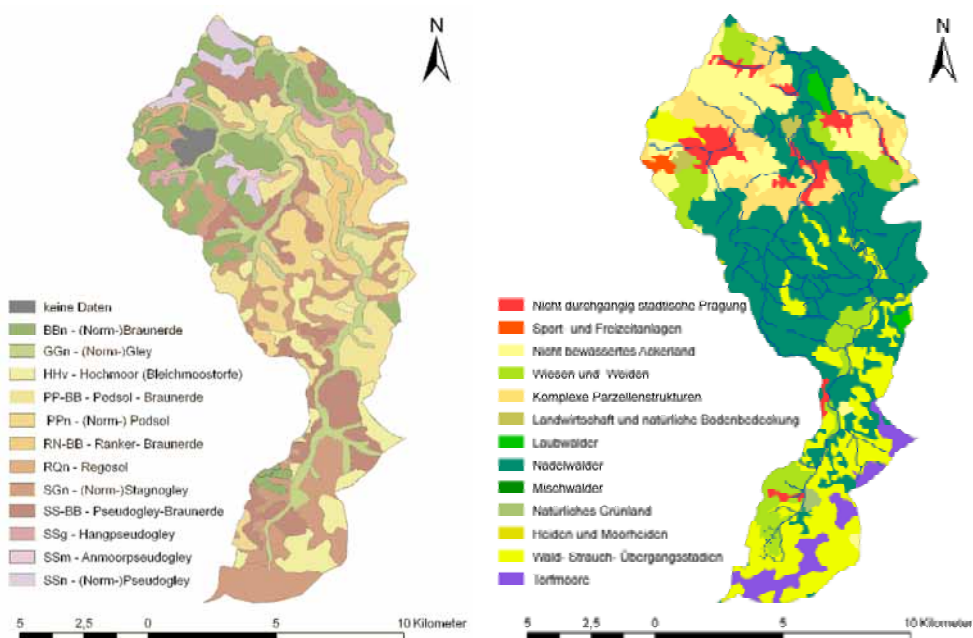 N
keine Daten
BBn - (Norm-)Braunerde
GGn - (Norm-)Gley
HHv - Hochmoor (Bleichmoostorfe)
PP-BB - Podsol - Braunerde
PPn - (Norm-) Podsol
RN-BB - Ranker- Braunerde
RQn - Regosol
SGn - (Norm-)Stagnogley
SS-BB - Pseudogley-Braunerde
SSg - Hangpseudogley
SSm - Anmoorpseudogley
SSn - (Norm-)Pseudogley
5 2,5 0 5 10 Kilometer
N
Nicht durchgängig städtische Prägung
Sport- und Freizeitanlagen
Nicht bewässertes Ackerland
Wiesen und Weiden
Komplexe Parzellenstrukturen
Landwirtschaft und natürliche Bodenbedeckung
Laubwälder
Nadelwälder
Mischwälder
Natürliches Grünland
Heiden und Moorheiden
Wald- Strauch- Übergangsstadien
Torfmoore
5 2,5 0 5 10 Kilometer